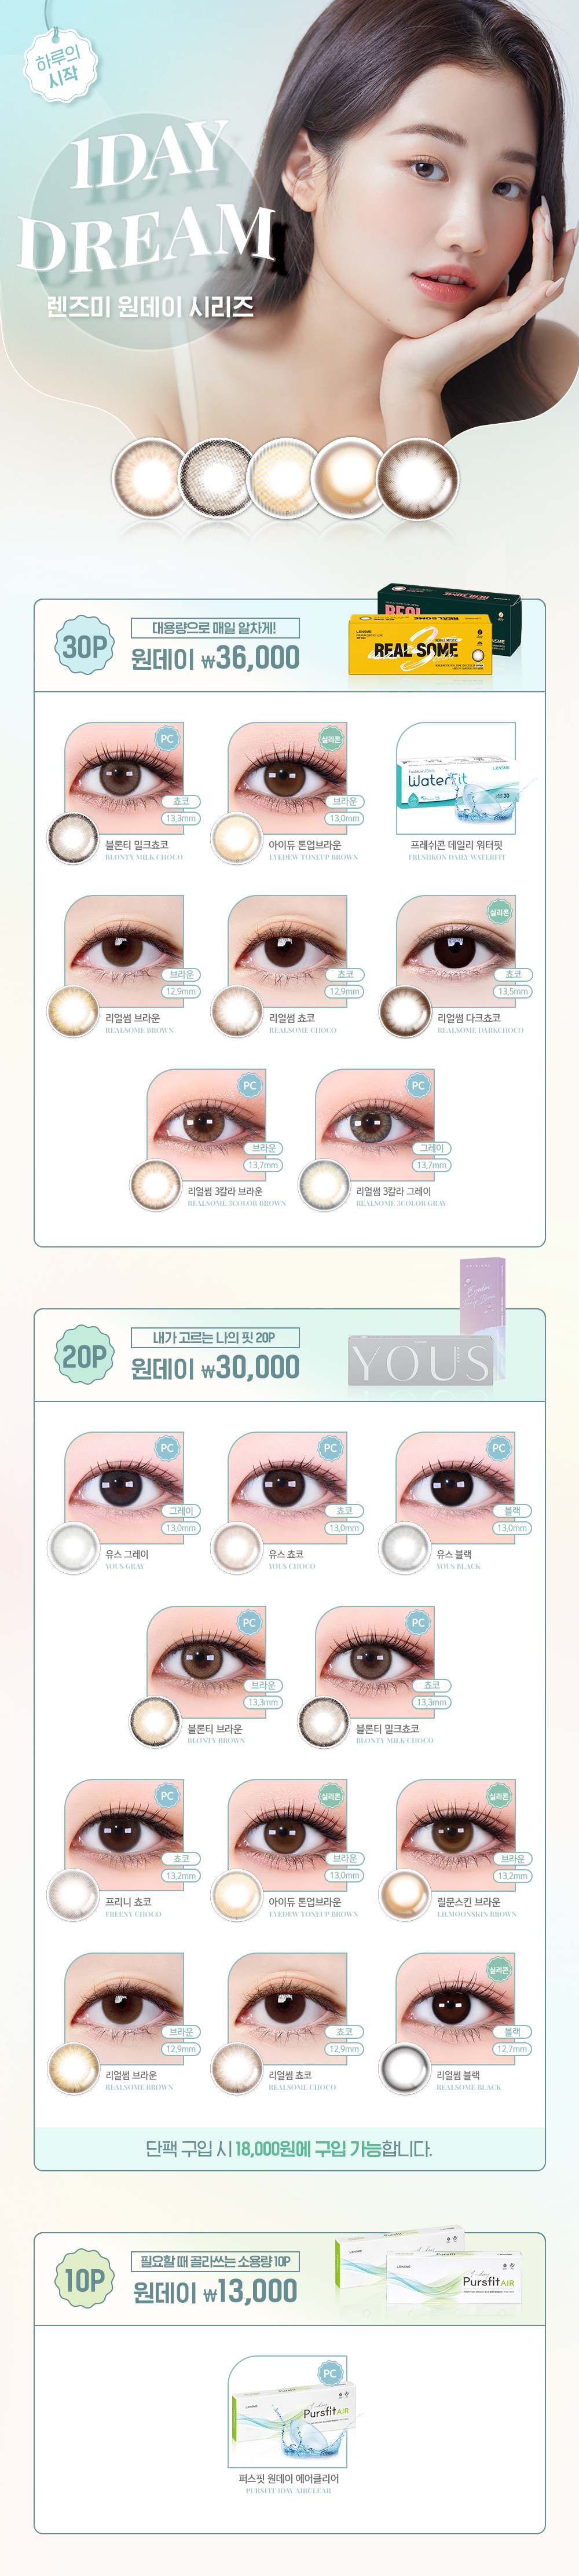 하루의
시작
1DAY
DREAM
렌즈미 원데이 시리즈
30P
대용량으로 매일 알차게!
원데이 ₩36,000
REAL SOME
PC
쵸코
13,3mm
블론티 밀크쵸코
BLONTY MILK CHOCO
실리콘
브라운
13,0mm
아이듀 톤업브라운
EYEDEW TONEUP BROWN
WaterFit
LENSME
30
프레쉬콘 데일리 워터핏
FRESHKON DAILY WATERFIT
브라운
12,9mm
리얼썸 브라운
REALSOME BROWN
쵸코
12,9mm
리얼썸 쵸코
REALSOME CHOCO
실리콘
쵸코
13,5mm
리얼썸 다크쵸코
REALSOME DARKCHOCO
PC
브라운
13,7mm
리얼썸 3칼라 브라운
REALSOME 3COLOR BROWN
PC
그레이
13,7mm
리얼썸 3칼라 그레이
REALSOME 3COLOR GRAY
20P
내가 고르는 나의 핏 20P
원데이 ₩30,000
YOUS
PC
그레이
13,0mm
유스 그레이
YOUS GRAY
PC
쵸코
13,0mm
유스 쵸코
YOUS CHOCO
PC
블랙
13,0mm
유스 블랙
YOUS BLACK
PC
브라운
13,3mm
블론티 브라운
BLONTY BROWN
PC
쵸코
13,3mm
블론티 밀크쵸코
BLONTY MILK CHOCO
PC
쵸코
13,2mm
프리니 쵸코
FREENY CHOCO
실리콘
브라운
13,0mm
아이듀 톤업브라운
EYEDEW TONEUP BROWN
실리콘
브라운
13,2mm
릴문스킨 브라운
LILMOONSKIN BROWN
브라운
12,9mm
리얼썸 브라운
REALSOME BROWN
쵸코
12,9mm
리얼썸 쵸코
REALSOME CHOCO
실리콘
블랙
12,7mm
리얼썸 블랙
REALSOME BLACK
단팩 구입 시 18,000원에 구입 가능합니다.
10P
필요할 때 골라쓰는 소용량 10P
원데이 ₩13,000
LENSME
1-day
Pursfit AIR
PC
1-day
Pursfit AIR
퍼스핏 원데이 에어클리어
PURSFIT 1DAY AIRCLEAR